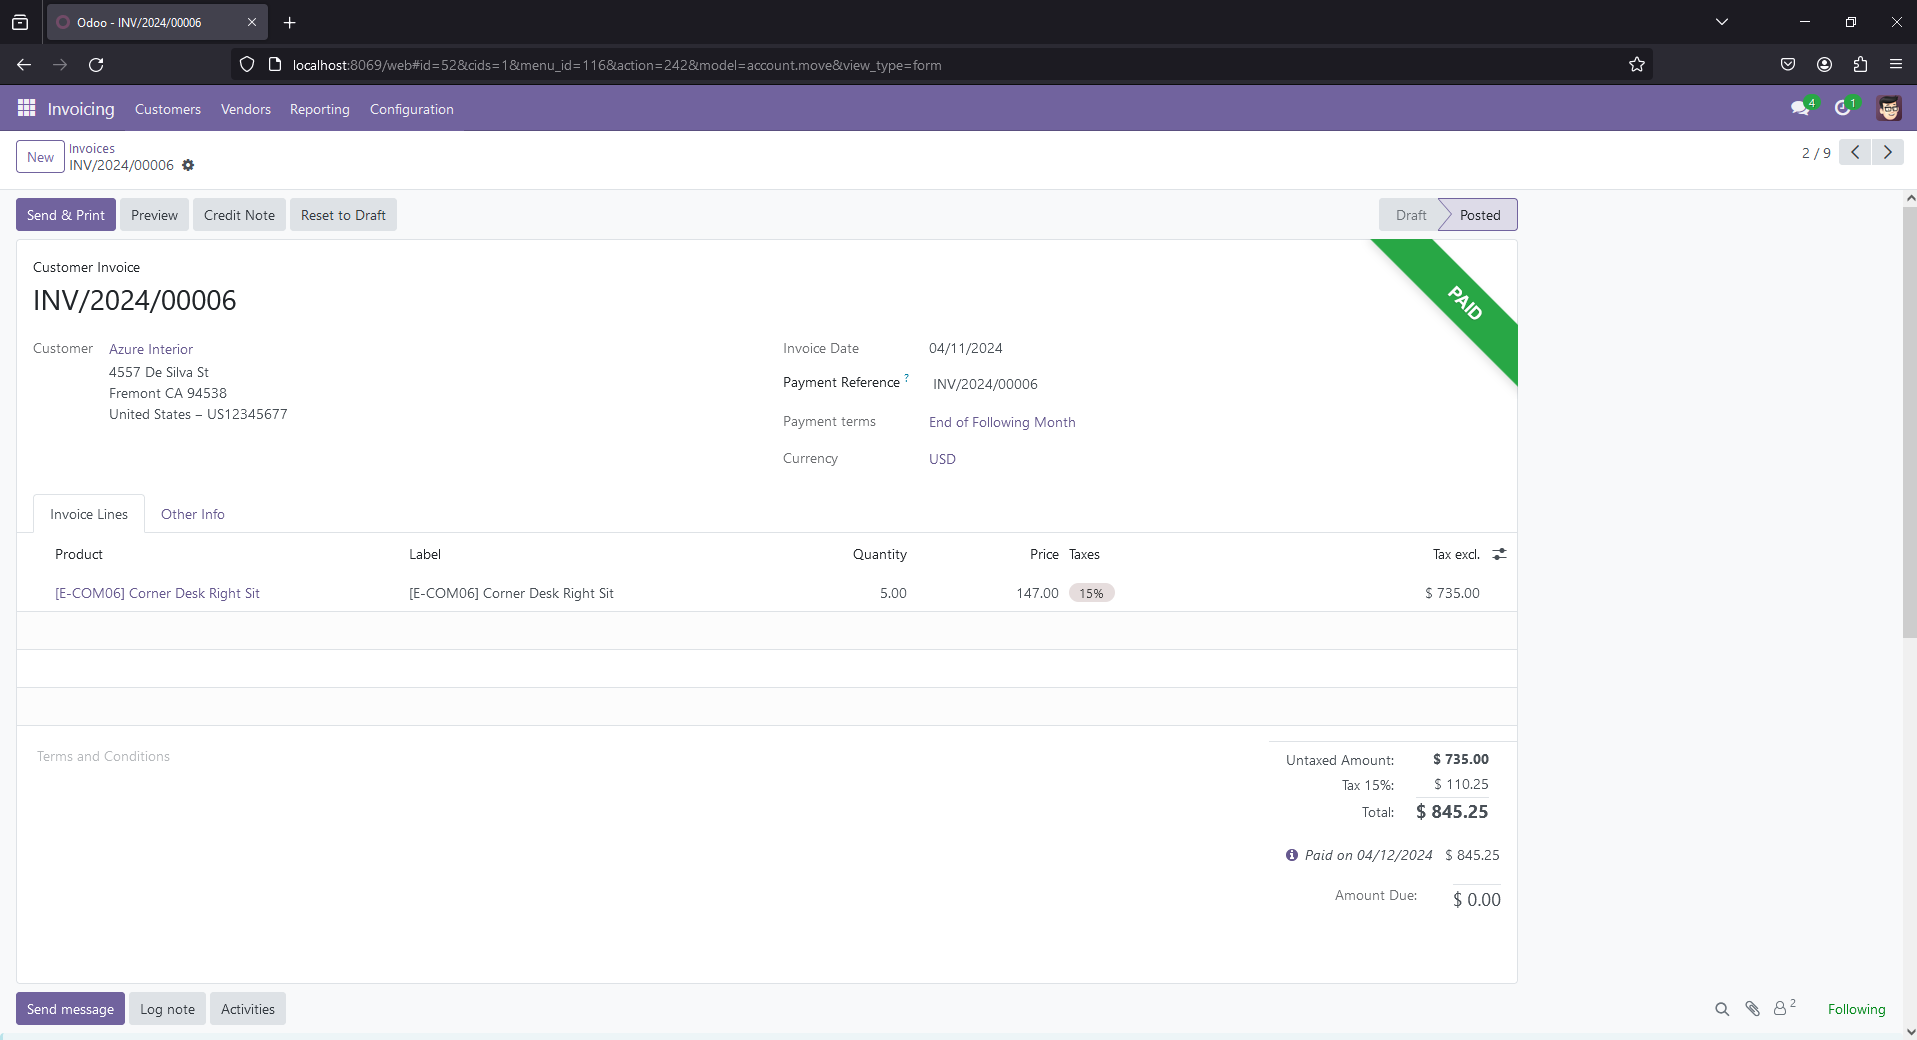 Odoo - INV/2024/00006
localhost:8069/web#id=52&cids=1&menu_id=116&action=242&model=account.move&view_type=form
Invoicing Customers Vendors Reporting Configuration 4 1
New Invoices
INV/2024/00006
2 / 9
Send & Print Preview Credit Note Reset to Draft Draft Posted
PAID
Customer Invoice
INV/2024/00006
Customer Azure Interior
4557 De Silva St
Fremont CA 94538
United States – US12345677
Invoice Date 04/11/2024
Payment Reference ? INV/2024/00006
Payment terms End of Following Month
Currency USD
Invoice Lines Other Info
Product Label Quantity Price Taxes Tax excl.
[E-COM06] Corner Desk Right Sit [E-COM06] Corner Desk Right Sit 5.00 147.00 15% $ 735.00
Terms and Conditions
Untaxed Amount: $ 735.00
Tax 15%: $ 110.25
Total: $ 845.25
Paid on 04/12/2024 $ 845.25
Amount Due: $ 0.00
Send message Log note Activities 2 Following